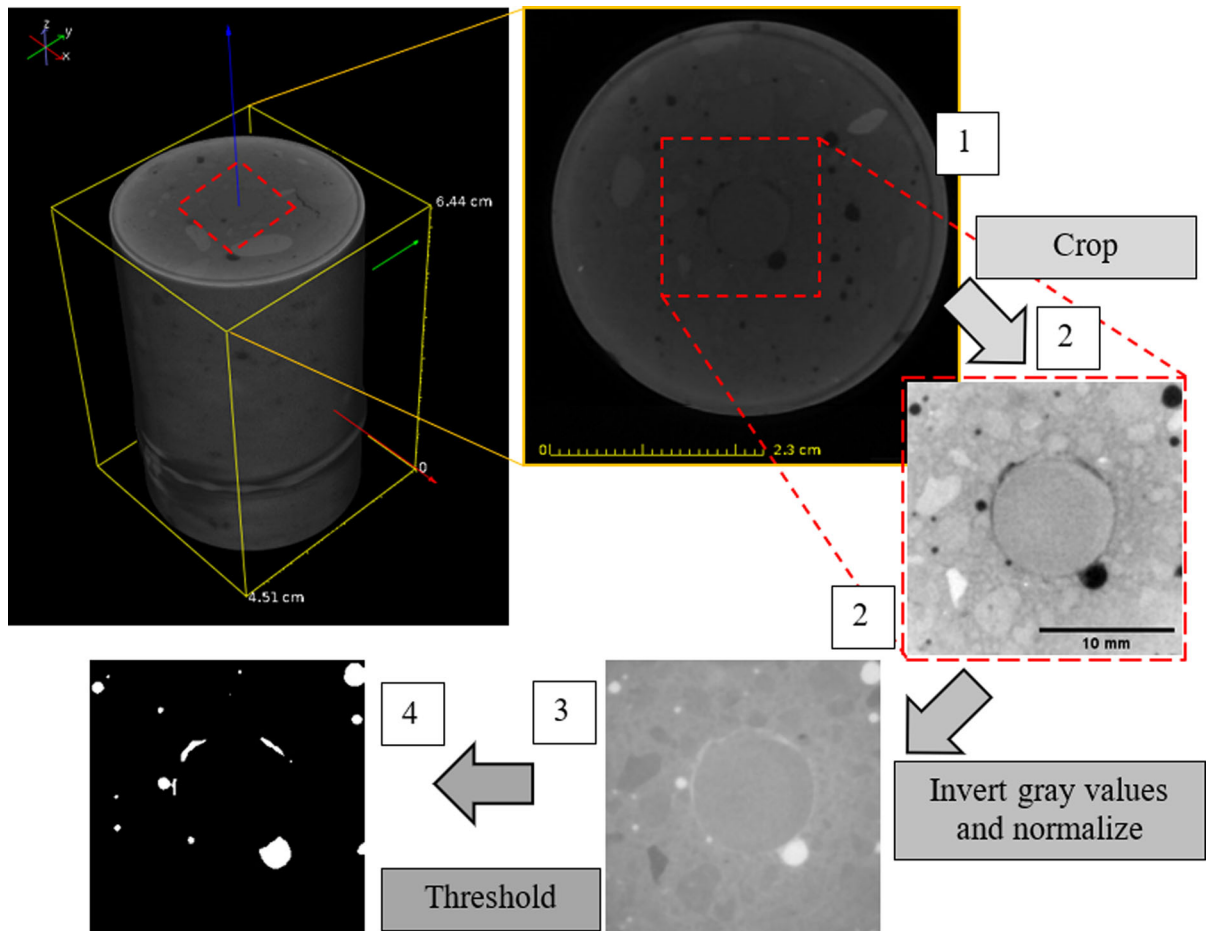 z
y
x
6.44 cm
0
4.51 cm
0
2.3 cm
1
Crop
2
2
10 mm
Invert gray values
and normalize
3
4
Threshold